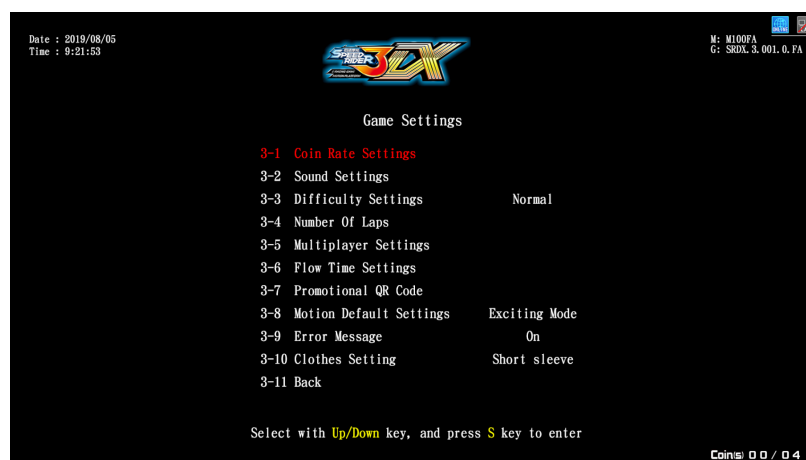 Date : 2019/08/05
Time : 9:21:53
SPEED RIDER 3 DX
ONLINE
M: M100FA
G: SRDX.3.001.0.FA
Game Settings
3-1 Coin Rate Settings
3-2 Sound Settings
3-3 Difficulty Settings Normal
3-4 Number Of Laps
3-5 Multiplayer Settings
3-6 Flow Time Settings
3-7 Promotional QR Code
3-8 Motion Default Settings Exciting Mode
3-9 Error Message On
3-10 Clothes Setting Short sleeve
3-11 Back
Select with Up/Down key, and press S key to enter
Coin(s) 00 / 04